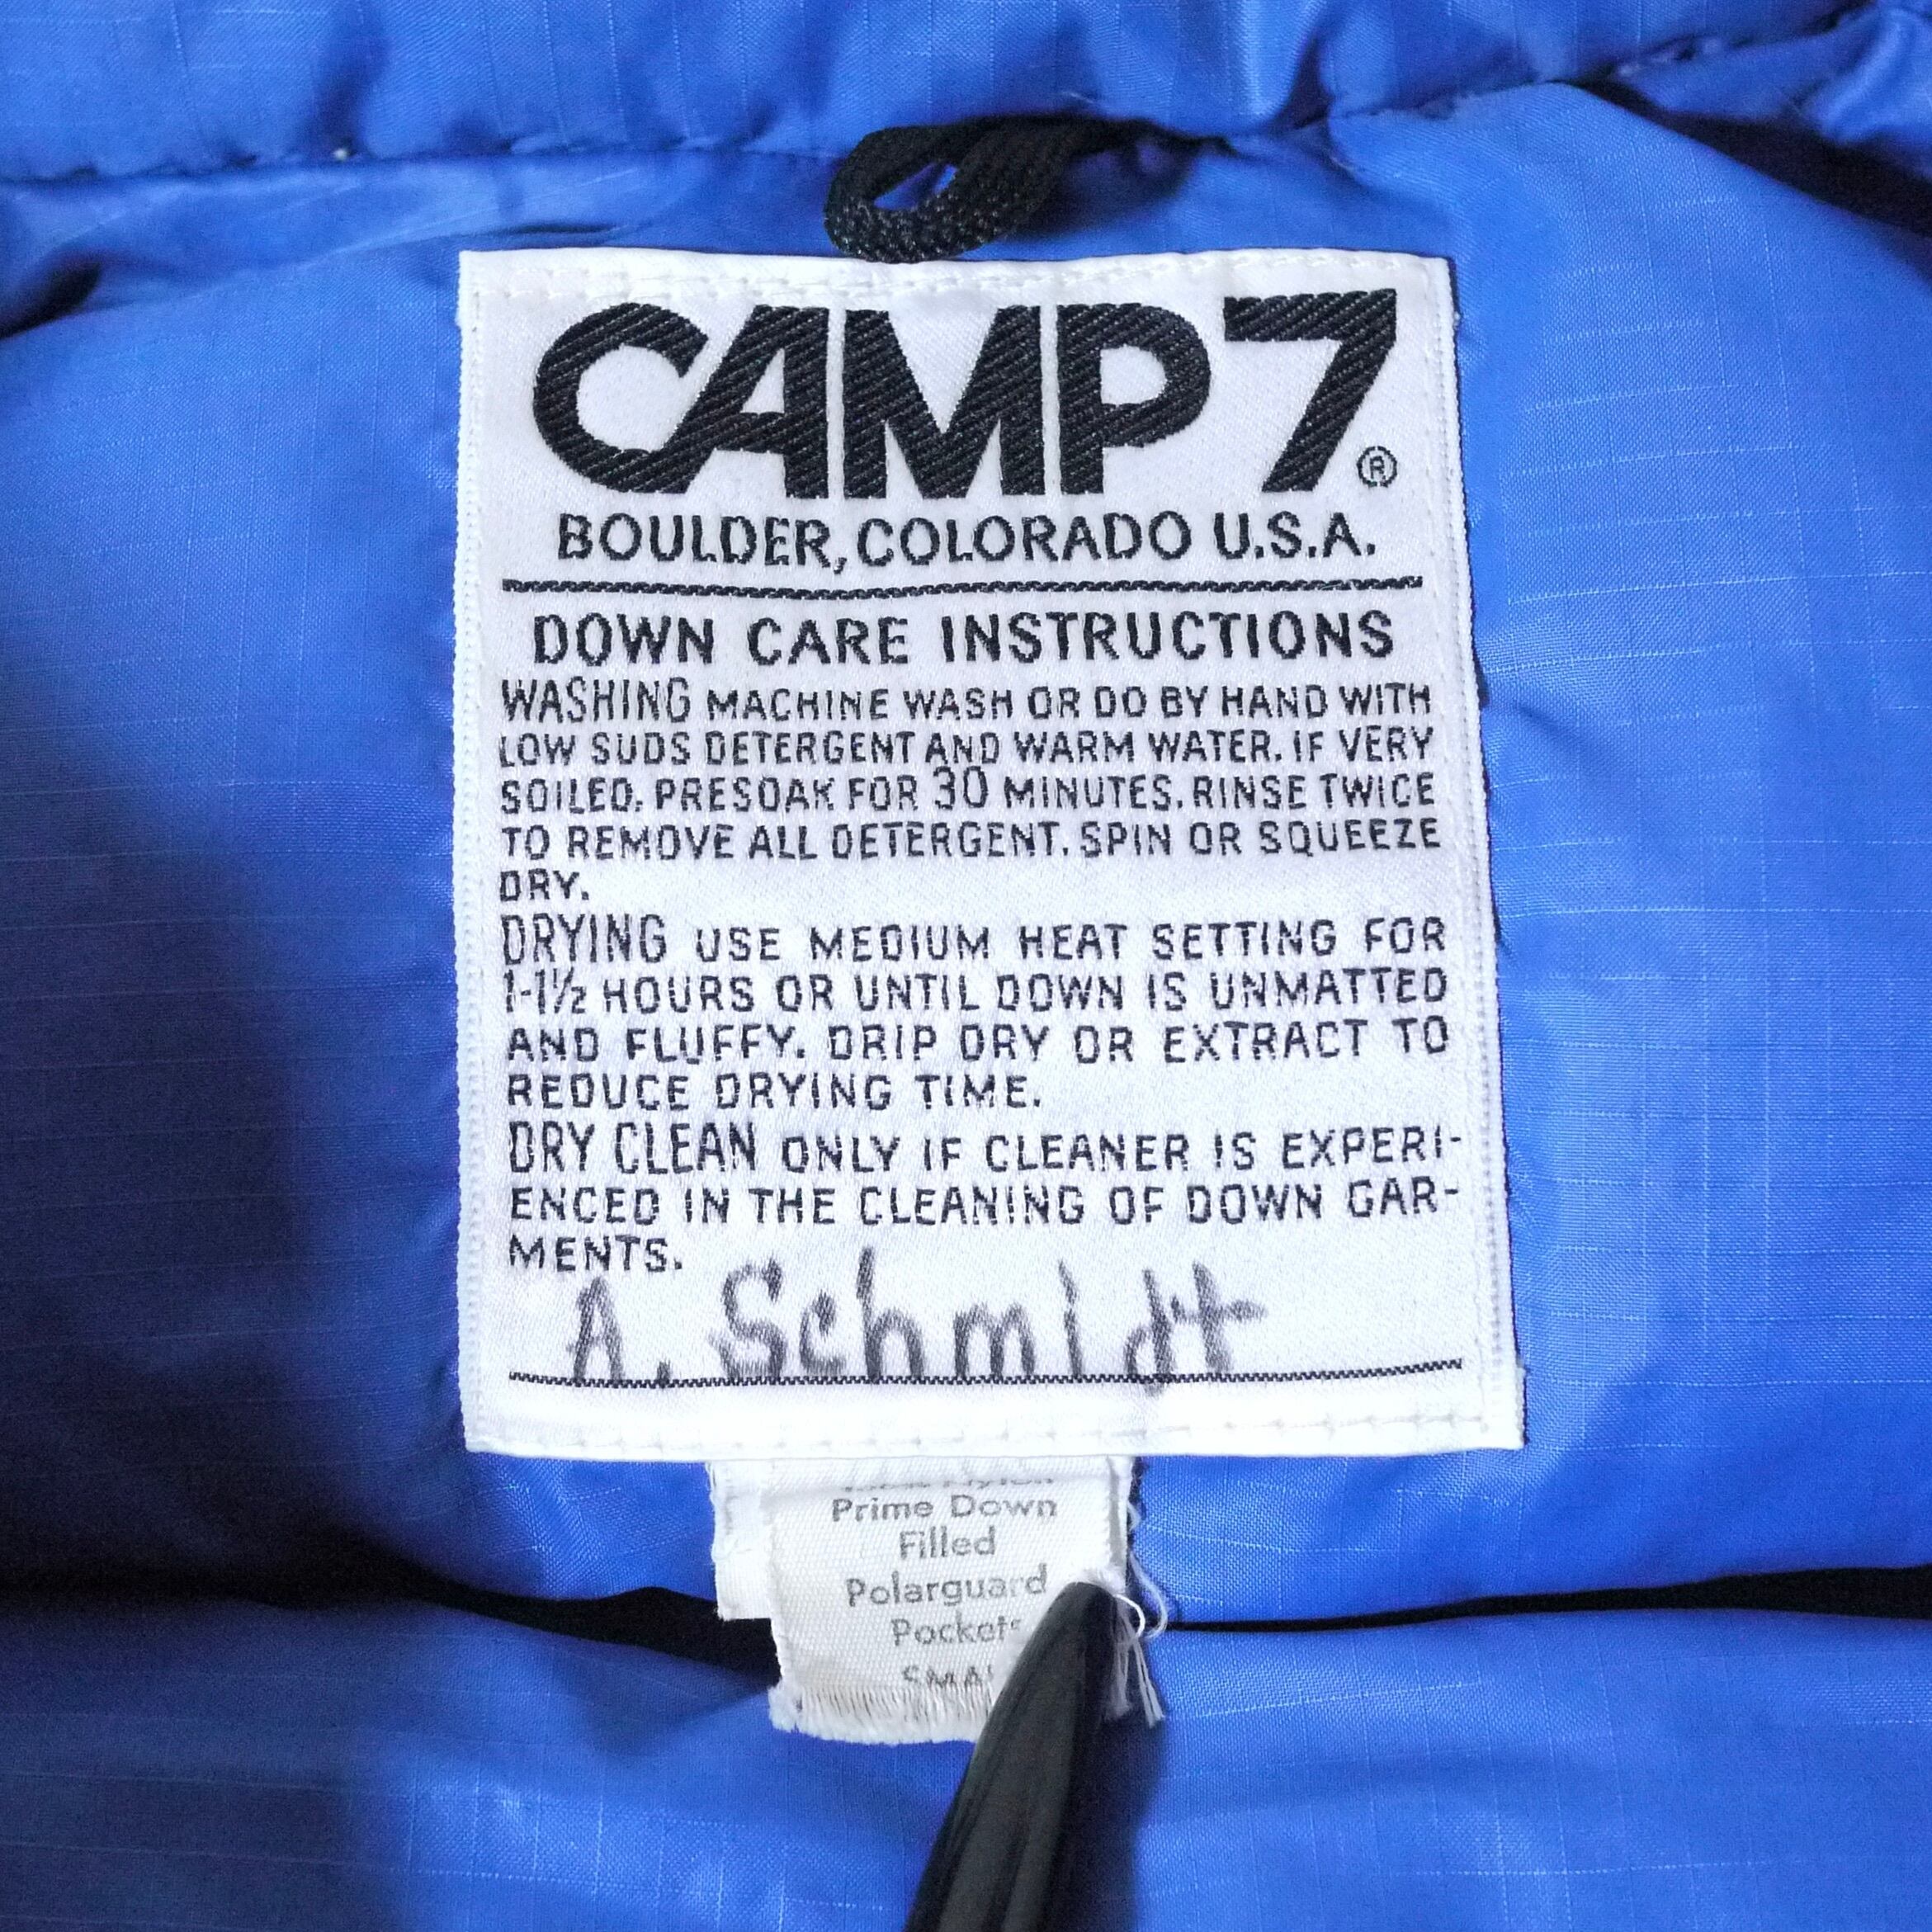 CAMP 7®
BOULDER, COLORADO U.S.A.
DOWN CARE INSTRUCTIONS
WASHING MACHINE WASH OR DO BY HAND WITH
LOW SUDS DETERGENT AND WARM WATER. IF VERY
SOILED, PRESOAK FOR 30 MINUTES. RINSE TWICE
TO REMOVE ALL DETERGENT. SPIN OR SQUEEZE
DRY.
DRYING USE MEDIUM HEAT SETTING FOR
1-1½ HOURS OR UNTIL DOWN IS UNMATTED
AND FLUFFY. DRIP DRY OR EXTRACT TO
REDUCE DRYING TIME.
DRY CLEAN ONLY IF CLEANER IS EXPERI-
ENCED IN THE CLEANING OF DOWN GAR-
MENTS.
A. Schmidt
Prime Down
Filled
Polarguard
Pockets